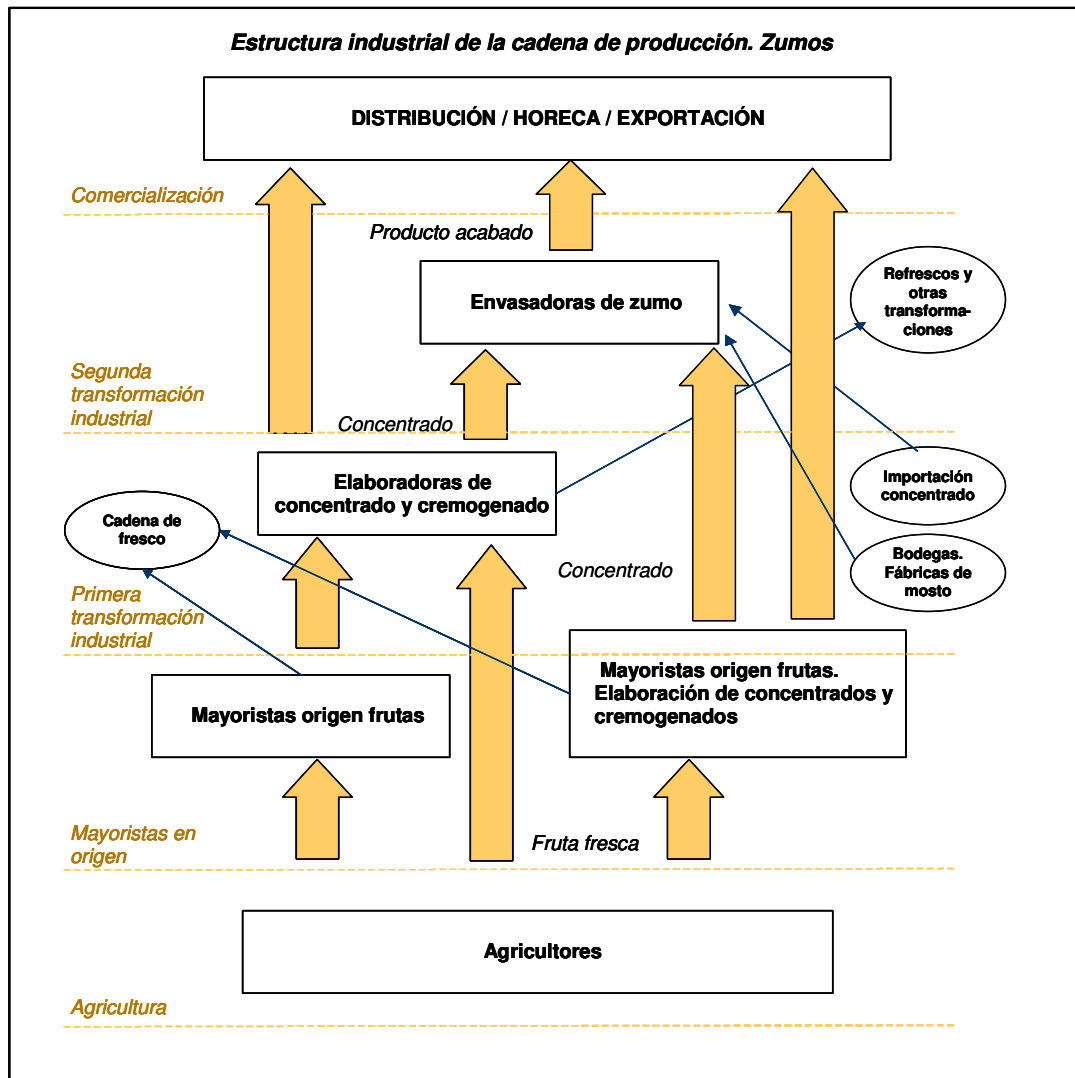 Estructura industrial de la cadena de producción. Zumos
DISTRIBUCIÓN / HORECA / EXPORTACIÓN
Comercialización
Producto acabado
Refrescos y
otras
transforma-
ciones
Envasadoras de zumo
Segunda
transformación
industrial
Concentrado
Elaboradoras de
concentrado y cremogenado
Importación
concentrado
Cadena de
fresco
Bodegas.
Fábricas de
mosto
Concentrado
Primera
transformación
industrial
Mayoristas origen frutas.
Elaboración de concentrados y
cremogenados
Mayoristas origen frutas
Mayoristas en
origen
Fruta fresca
Agricultores
Agricultura